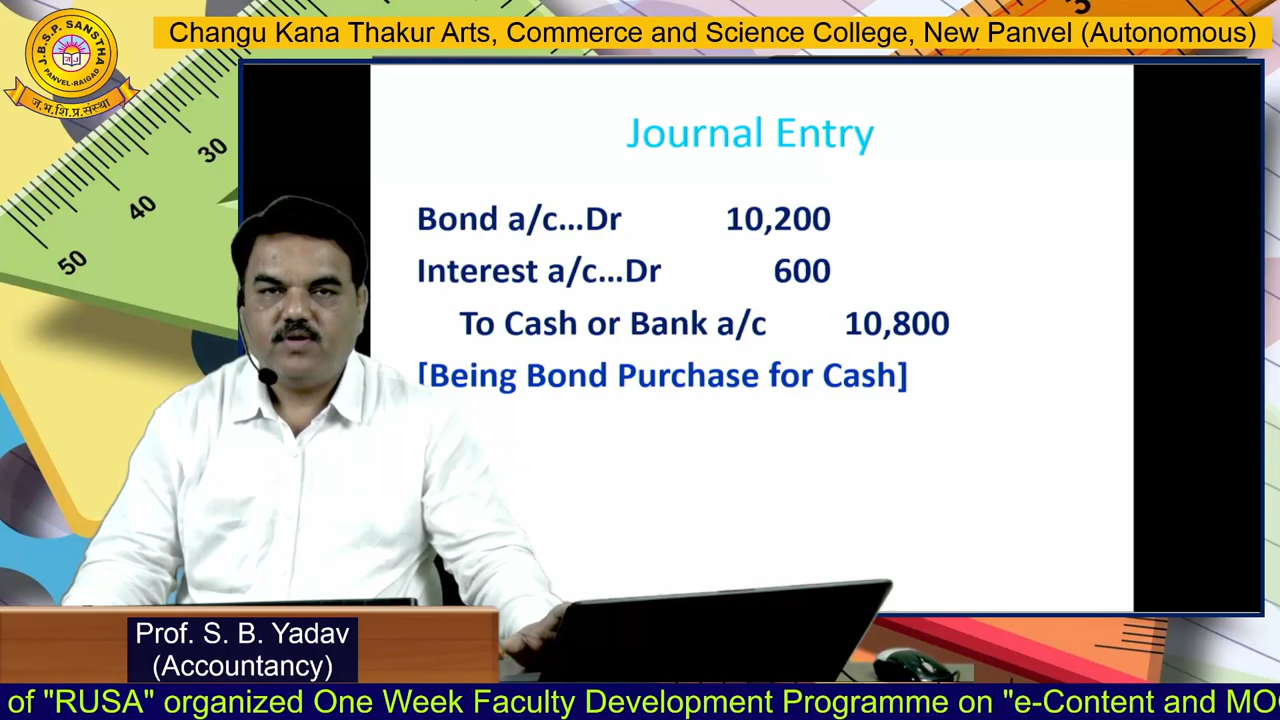 Changu Kana Thakur Arts, Commerce and Science College, New Panvel (Autonomous)
J.B.S.P. SANSTHA
PANVEL-RAIGAD
ज.भ.शि.प्र.संस्था
5
30
40
50
Journal Entry
Bond a/c...Dr 10,200
Interest a/c...Dr 600
To Cash or Bank a/c 10,800
[Being Bond Purchase for Cash]
Prof. S. B. Yadav
(Accountancy)
of "RUSA" organized One Week Faculty Development Programme on "e-Content and MO